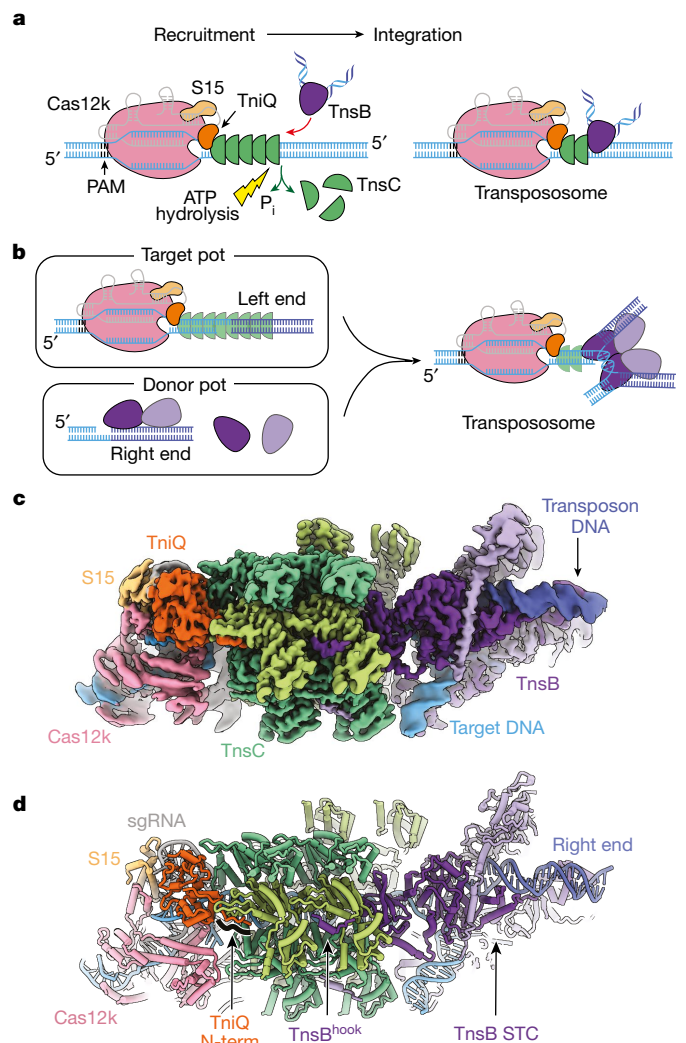 a
Recruitment
Integration
Cas12k
S15
TniQ
TnsB
5′
5′
PAM
ATP
hydrolysis
Pi
TnsC
Transpososome
b
Target pot
Left end
5′
Donor pot
5′
Right end
5′
Transpososome
c
TniQ
S15
Transposon
DNA
TnsB
Target DNA
Cas12k
TnsC
d
sgRNA
S15
Right end
Cas12k
TniQ
N-term
TnsBhook
TnsB STC